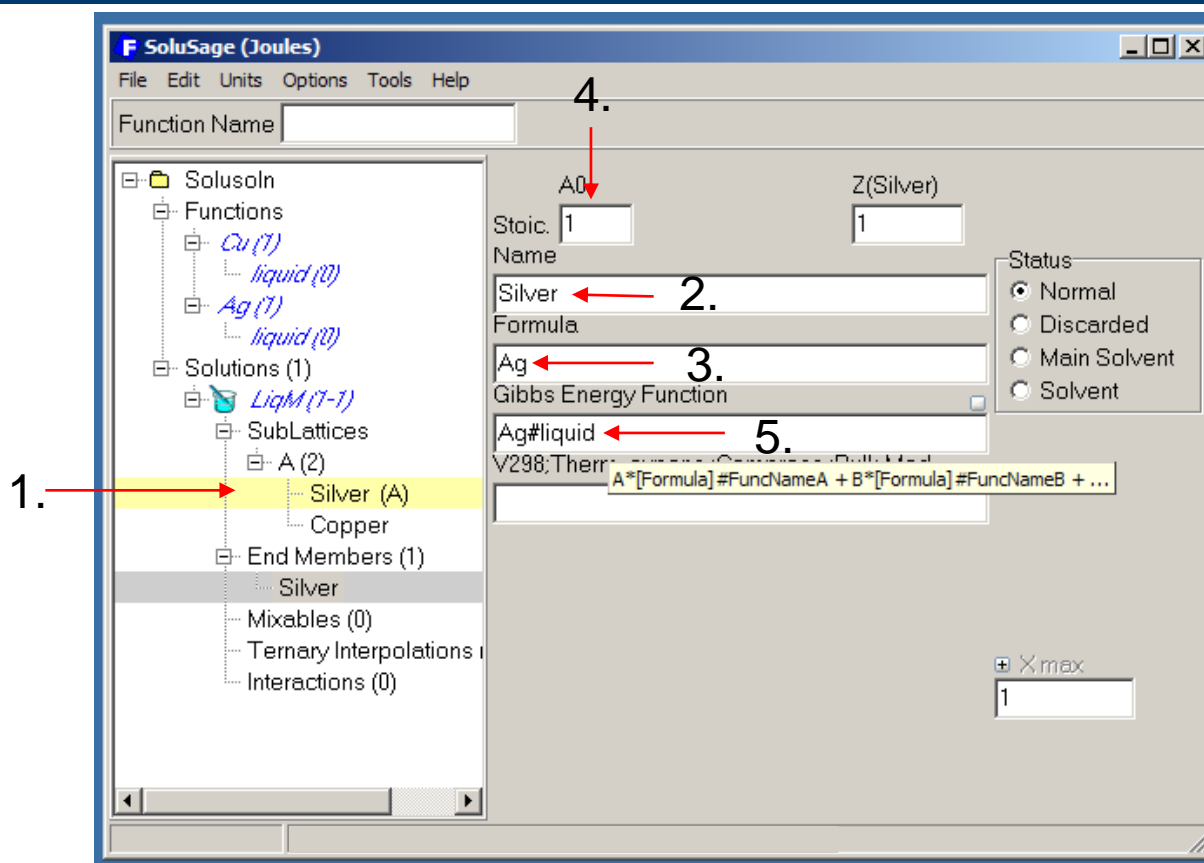 SoluSage (Joules)
File Edit Units Options Tools Help
Function Name
4.
Solusoln
Functions
Cu (1)
liquid (0)
Ag (1)
liquid (0)
Solutions (1)
LiqM (1-1)
SubLattices
A (2)
1.
Silver (A)
Copper
End Members (1)
Silver
Mixables (0)
Ternary Interpolations
Interactions (0)
A0 Z(Silver)
Stoic. 1 1
Name
Silver 2.
Formula
Ag 3.
Gibbs Energy Function
Ag#liquid 5.
A*[Formula]#FuncNameA + B*[Formula]#FuncNameB + ...
Status
Normal
Discarded
Main Solvent
Solvent
X max
1